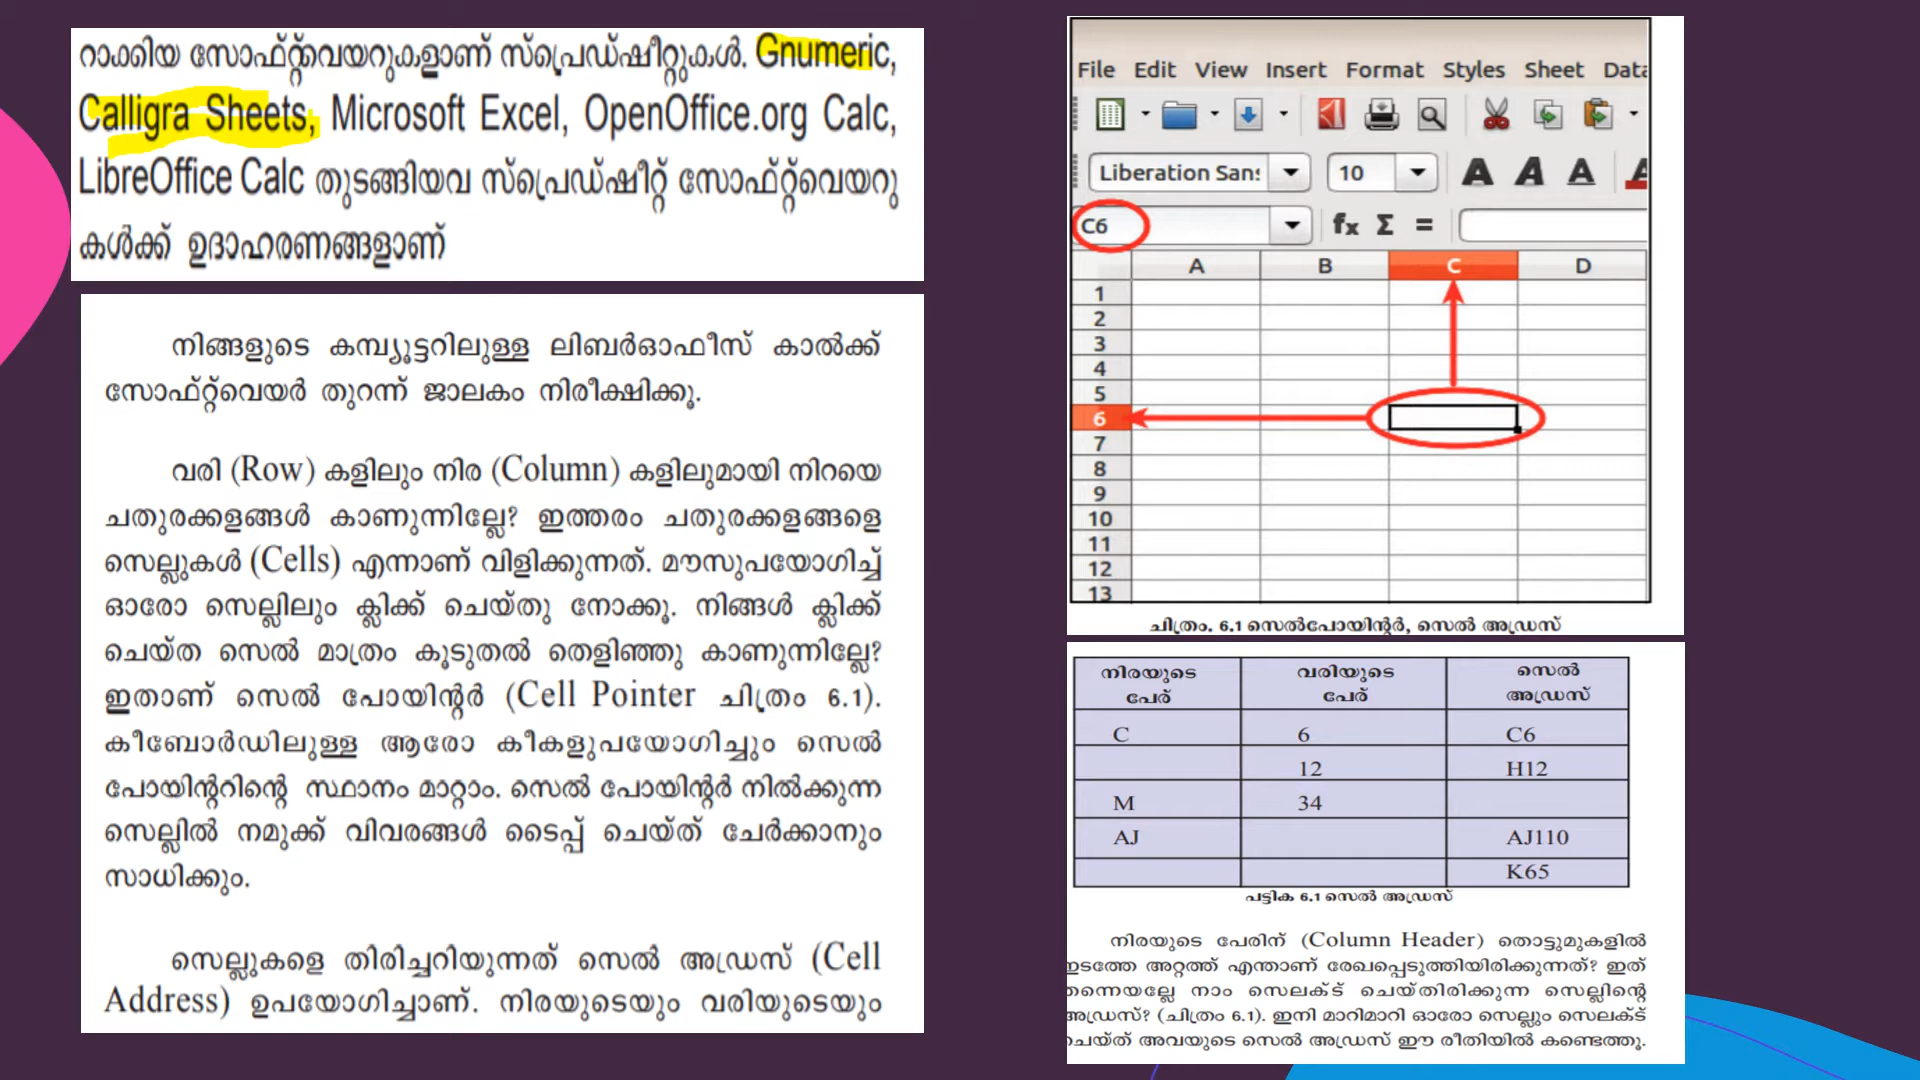 റാക്കിയ സോഫ്റ്റ്‍വെയറുകളാണ് സ്പ്രെഡ്ഷീറ്റുകൾ. Gnumeric,
Calligra Sheets, Microsoft Excel, OpenOffice.org Calc,
LibreOffice Calc തുടങ്ങിയവ സ്പ്രെഡ്ഷീറ്റ് സോഫ്റ്റ്‍വെയറു
കൾക്ക് ഉദാഹരണങ്ങളാണ്
നിങ്ങളുടെ കമ്പ്യൂട്ടറിലുള്ള ലിബർഓഫീസ് കാൽക്ക്
സോഫ്റ്റ്‍വെയർ തുറന്ന് ജാലകം നിരീക്ഷിക്കൂ.
വരി (Row) കളിലും നിര (Column) കളിലുമായി നിറയെ
ചതുരക്കളങ്ങൾ കാണുന്നില്ലേ? ഇത്തരം ചതുരക്കളങ്ങളെ
സെല്ലുകൾ (Cells) എന്നാണ് വിളിക്കുന്നത്. മൗസുപയോഗിച്ച്
ഓരോ സെല്ലിലും ക്ലിക്ക് ചെയ്തു നോക്കൂ. നിങ്ങൾ ക്ലിക്ക്
ചെയ്ത സെൽ മാത്രം കൂടുതൽ തെളിഞ്ഞു കാണുന്നില്ലേ?
ഇതാണ് സെൽ പോയിന്റർ (Cell Pointer ചിത്രം 6.1).
കീബോർഡിലുള്ള ആരോ കീകളുപയോഗിച്ചും സെൽ
പോയിന്ററിന്റെ സ്ഥാനം മാറ്റാം. സെൽ പോയിന്റർ നിൽക്കുന്ന
സെല്ലിൽ നമുക്ക് വിവരങ്ങൾ ടൈപ്പ് ചെയ്ത് ചേർക്കാനും
സാധിക്കും.
സെല്ലുകളെ തിരിച്ചറിയുന്നത് സെൽ അഡ്രസ് (Cell
Address) ഉപയോഗിച്ചാണ്. നിരയുടെയും വരിയുടെയും
File Edit View Insert Format Styles Sheet Data
Liberation Sans 10 A A A A
C6 fx Σ =
A B C D
1
2
3
4
5
6
7
8
9
10
11
12
13
ചിത്രം. 6.1 സെൽപോയിന്റർ, സെൽ അഡ്രസ്
നിരയുടെ പേര് വരിയുടെ പേര് സെൽ അഡ്രസ്
C 6 C6
12 H12
M 34
AJ AJ110
K65
പട്ടിക 6.1 സെൽ അഡ്രസ്
നിരയുടെ പേരിന് (Column Header) തൊട്ടുമുകളിൽ
ഇടത്തേ അറ്റത്ത് എന്താണ് രേഖപ്പെടുത്തിയിരിക്കുന്നത്? ഇത്
തന്നെയല്ലേ നാം സെലക്ട് ചെയ്തിരിക്കുന്ന സെല്ലിന്റെ
അഡ്രസ്? (ചിത്രം 6.1). ഇനി മാറിമാറി ഓരോ സെല്ലും സെലക്ട്
ചെയ്ത് അവയുടെ സെൽ അഡ്രസ് ഈ രീതിയിൽ കണ്ടെത്തൂ.